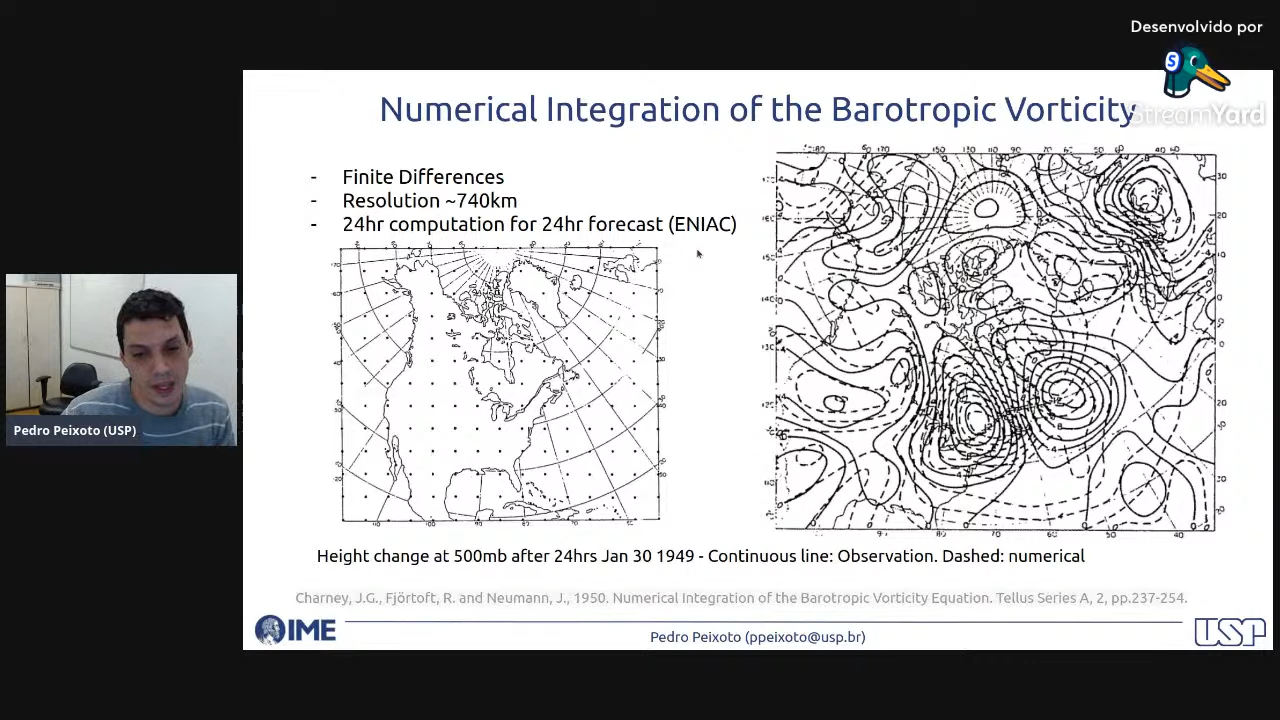 Desenvolvido por
StreamYard
Numerical Integration of the Barotropic Vorticity
- Finite Differences
- Resolution ~740km
- 24hr computation for 24hr forecast (ENIAC)
Pedro Peixoto (USP)
Height change at 500mb after 24hrs Jan 30 1949 - Continuous line: Observation. Dashed: numerical
Charney, J.G., Fjörtoft, R. and Neumann, J., 1950. Numerical Integration of the Barotropic Vorticity Equation. Tellus Series A, 2, pp.237-254.
IME
Pedro Peixoto (ppeixoto@usp.br)
USP